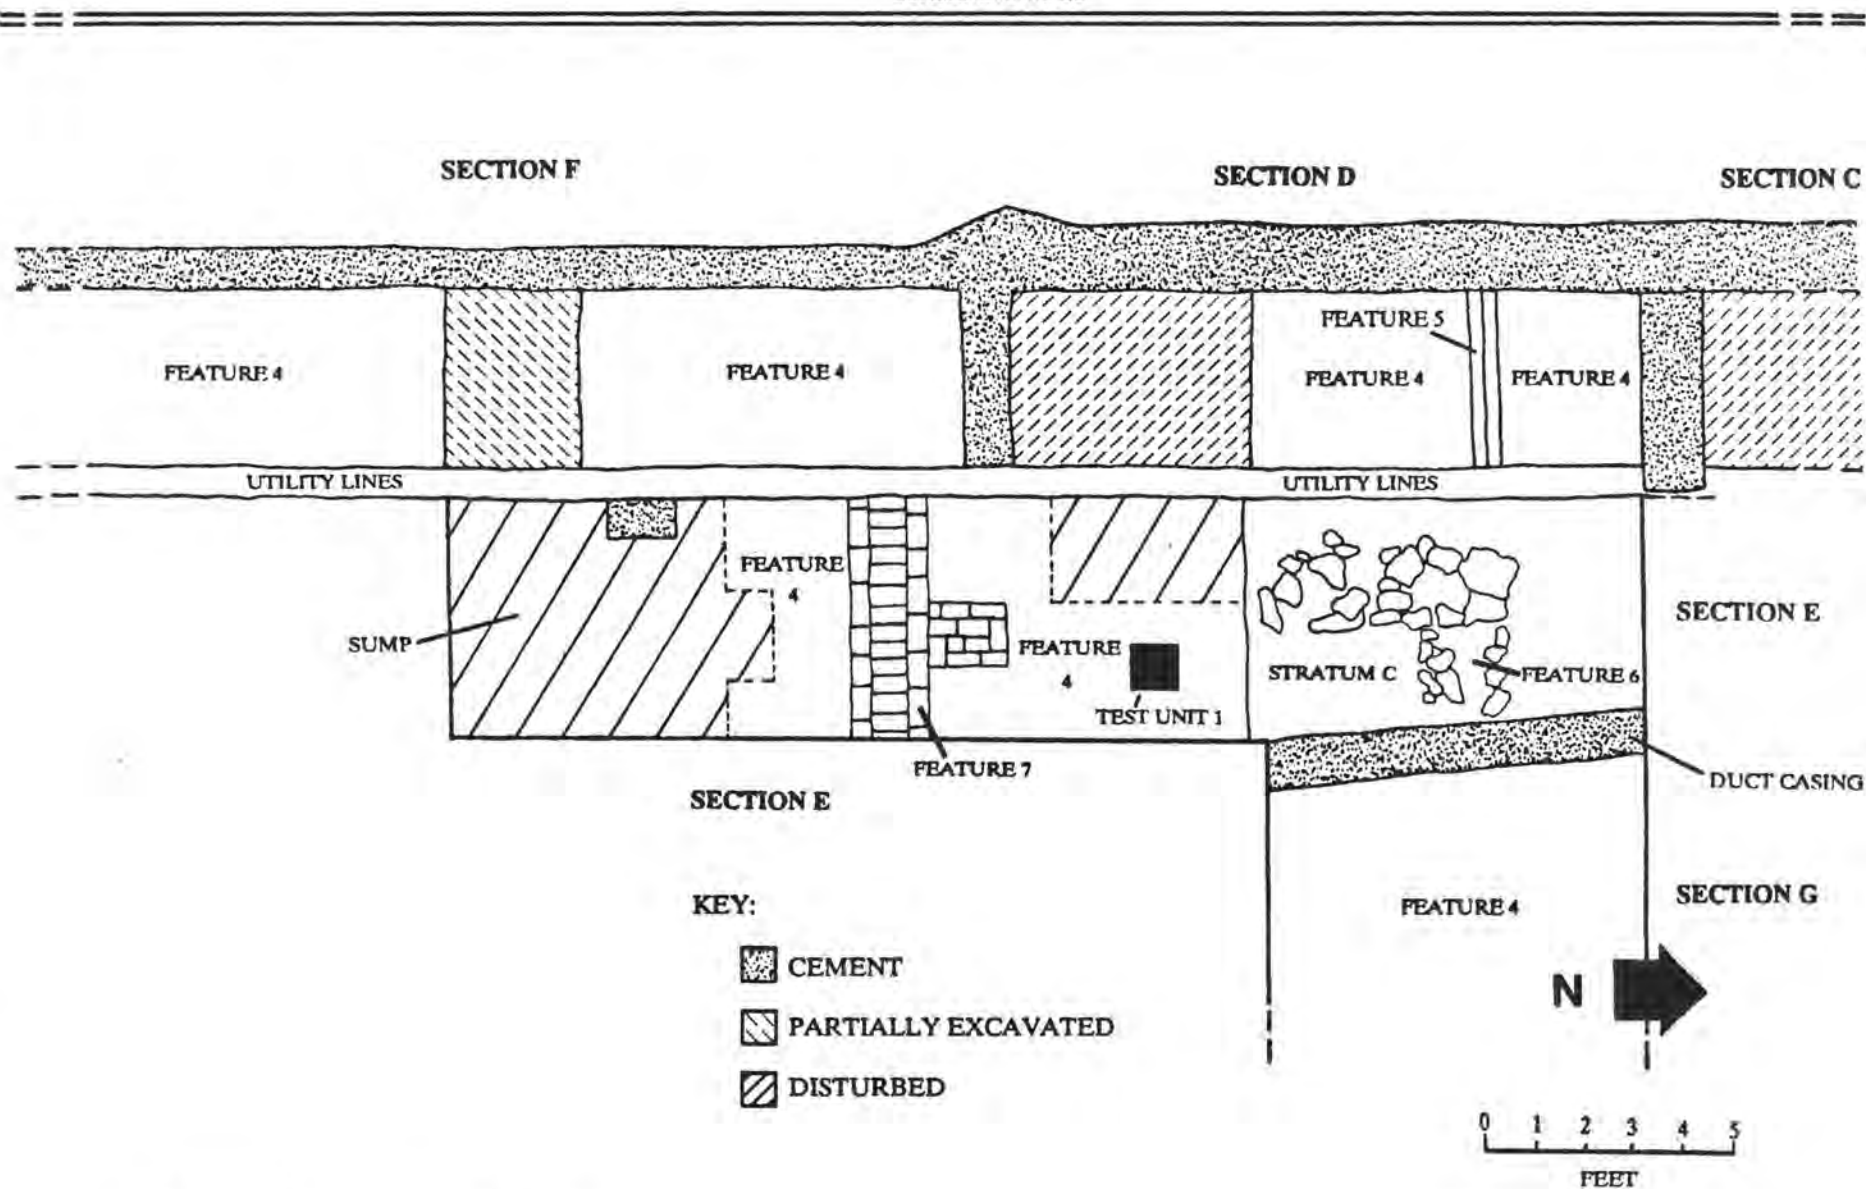 SECTION F
SECTION D
SECTION C
FEATURE 5
FEATURE 4
FEATURE 4
FEATURE 4
FEATURE 4
UTILITY LINES
UTILITY LINES
FEATURE
4
SUMP
FEATURE
4
TEST UNIT 1
STRATUM C
FEATURE 6
SECTION E
FEATURE 7
SECTION E
DUCT CASING
FEATURE 4
SECTION G
KEY:
CEMENT
PARTIALLY EXCAVATED
DISTURBED
N
0 1 2 3 4 5
FEET